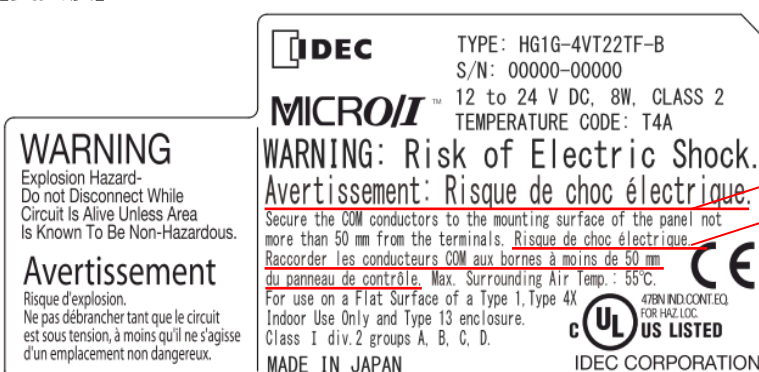 WARNING
Explosion Hazard-
Do not Disconnect While
Circuit Is Alive Unless Area
Is Known To Be Non-Hazardous.
Avertissement
Risque d'explosion.
Ne pas débrancher tant que le circuit
est sous tension, à moins qu'il ne s'agisse
d'un emplacement non dangereux.
IDEC
TYPE: HG1G-4VT22TF-B
S/N: 00000-00000
MICRO/I ™
12 to 24 V DC, 8W, CLASS 2
TEMPERATURE CODE: T4A
WARNING: Risk of Electric Shock.
Avertissement: Risque de choc électrique.
Secure the COM conductors to the mounting surface of the panel not
more than 50 mm from the terminals. Risque de choc électrique.
Raccorder les conducteurs COM aux bornes à moins de 50 mm
du panneau de contrôle. Max. Surrounding Air Temp.: 55℃.
For use on a Flat Surface of a Type 1, Type 4X
Indoor Use Only and Type 13 enclosure.
Class I div.2 groups A, B, C, D.
MADE IN JAPAN
CE
C UL US LISTED
47BN IND.CONT.EQ.
FOR HAZ.LOC.
IDEC CORPORATION